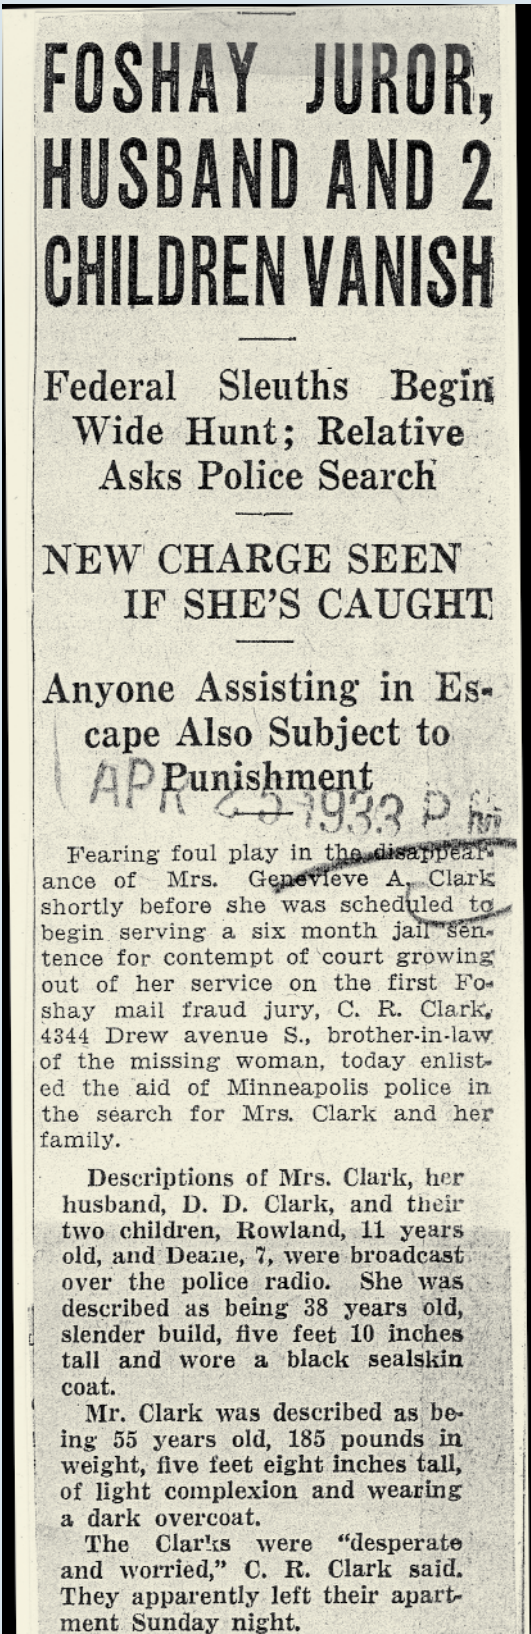 FOSHAY JUROR,
HUSBAND AND 2
CHILDREN VANISH
Federal Sleuths Begin
Wide Hunt; Relative
Asks Police Search
NEW CHARGE SEEN
IF SHE'S CAUGHT
Anyone Assisting in Es-
cape Also Subject to
Punishment
APR 25 1933 P
Fearing foul play in the disappear-
ance of Mrs. Genevieve A. Clark
shortly before she was scheduled to
begin serving a six month jail sen-
tence for contempt of court growing
out of her service on the first Fo-
shay mail fraud jury, C. R. Clark,
4344 Drew avenue S., brother-in-law
of the missing woman, today enlist-
ed the aid of Minneapolis police in
the search for Mrs. Clark and her
family.
Descriptions of Mrs. Clark, her
husband, D. D. Clark, and their
two children, Rowland, 11 years
old, and Deane, 7, were broadcast
over the police radio. She was
described as being 38 years old,
slender build, five feet 10 inches
tall and wore a black sealskin
coat.
Mr. Clark was described as be-
ing 55 years old, 185 pounds in
weight, five feet eight inches tall,
of light complexion and wearing
a dark overcoat.
The Clarks were "desperate
and worried," C. R. Clark said.
They apparently left their apart-
ment Sunday night.